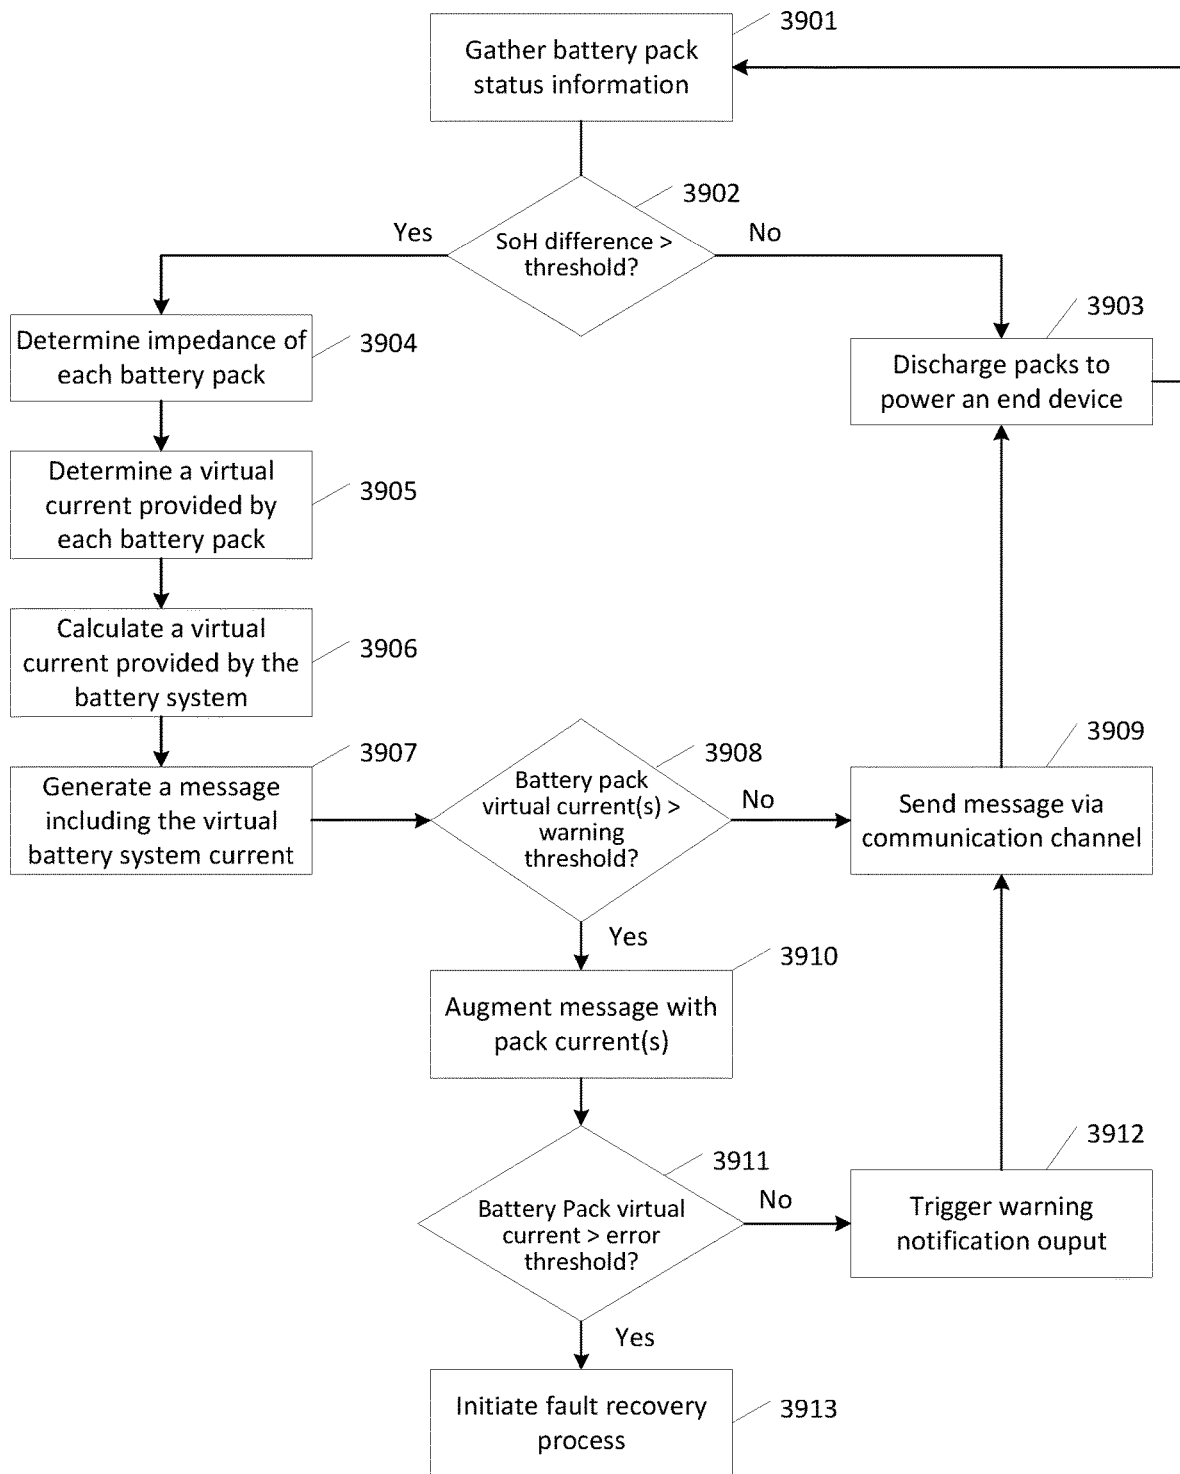 3901
Gather battery pack
status information
3902
Yes
No
SoH difference >
threshold?
3903
Determine impedance of
each battery pack
3904
Discharge packs to
power an end device
Determine a virtual
current provided by
each battery pack
3905
Calculate a virtual
current provided by the
battery system
3906
3907
3908
3909
Generate a message
including the virtual
battery system current
Battery pack
virtual current(s) >
warning
threshold?
No
Send message via
communication channel
Yes
3910
Augment message with
pack current(s)
3911
3912
Battery Pack virtual
current > error
threshold?
No
Trigger warning
notification ouput
Yes
Initiate fault recovery
process
3913